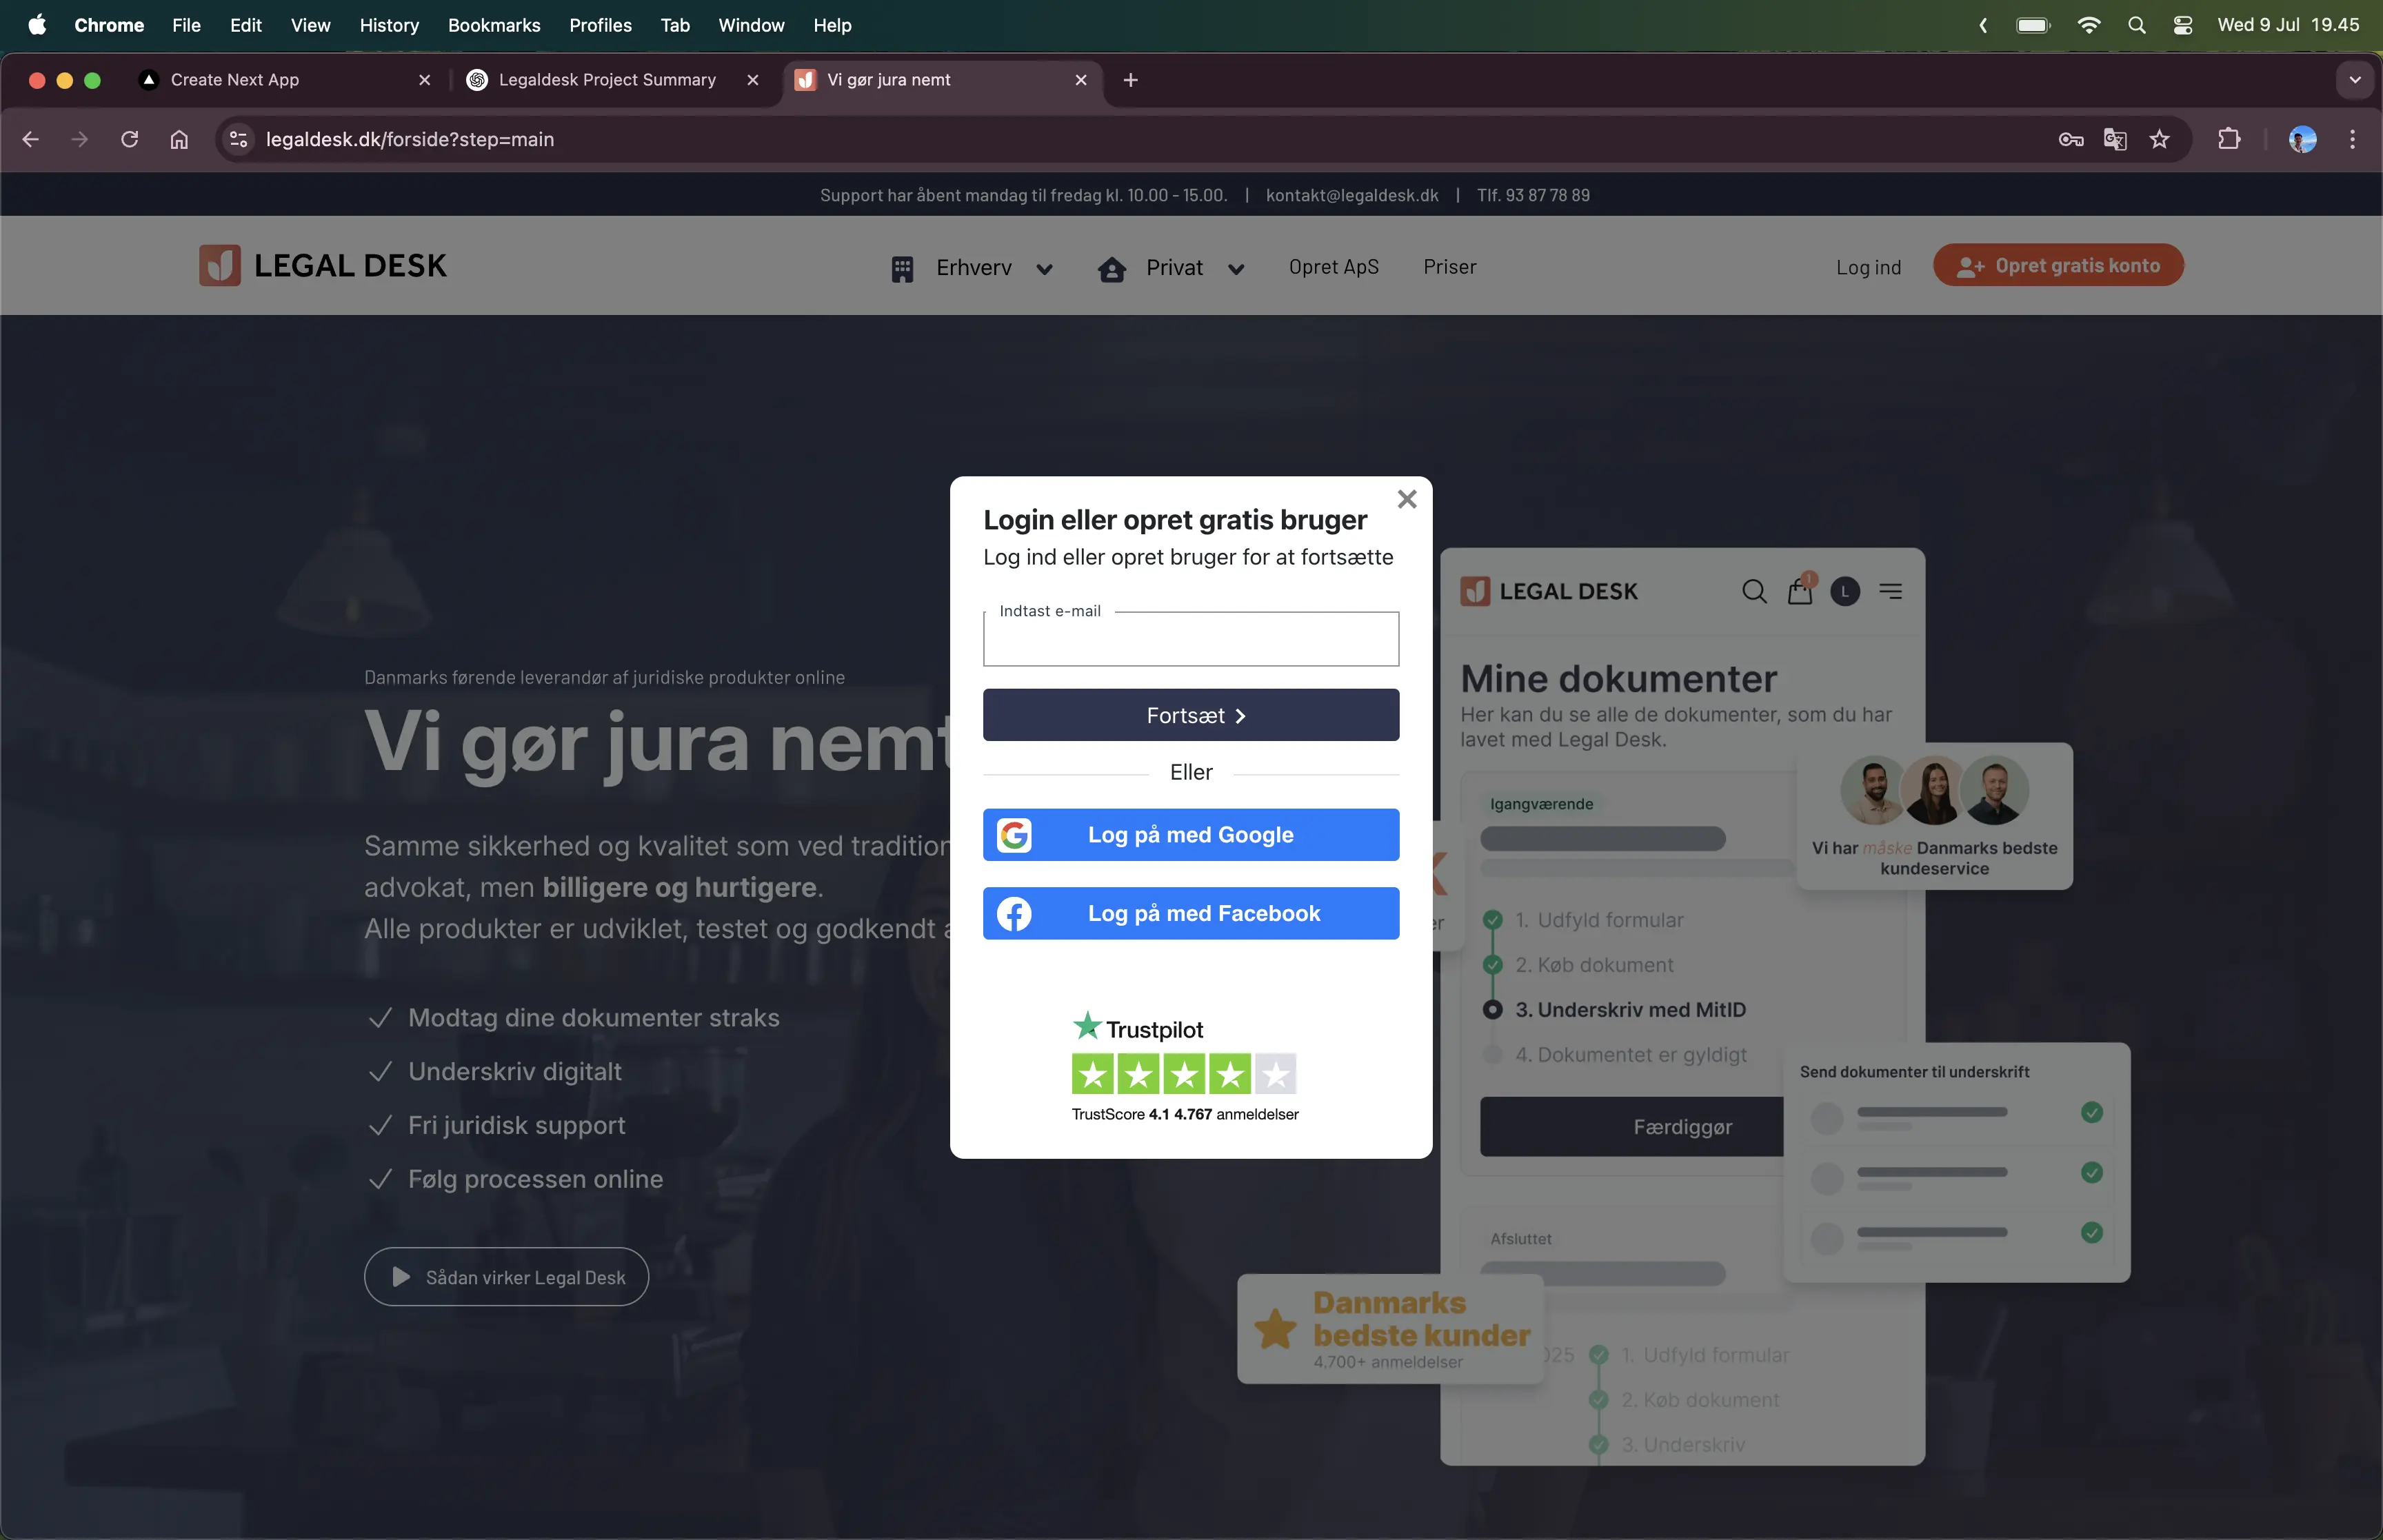 Chrome File Edit View History Bookmarks Profiles Tab Window Help Wed 9 Jul 19.45
Create Next App Legaldesk Project Summary Vi gør jura nemt
legaldesk.dk/forside?step=main
Support har åbent mandag til fredag kl. 10.00 - 15.00. | kontakt@legaldesk.dk | Tlf. 93 87 78 89
LEGAL DESK Erhverv Privat Opret ApS Priser Log ind Opret gratis konto
Danmarks førende leverandør af juridiske produkter online
Vi gør jura nemt
Samme sikkerhed og kvalitet som ved
advokat, men billigere og hurtigere.
Alle produkter er udviklet, testet og godkendt
Modtag dine dokumenter straks
Underskriv digitalt
Fri juridisk support
Følg processen online
Sådan virker Legal Desk
Login eller opret gratis bruger
Log ind eller opret bruger for at fortsætte
Indtast e-mail
Fortsæt
Eller
Log på med Google
Log på med Facebook
Trustpilot
TrustScore 4.1 4.767 anmeldelser
LEGAL DESK 1 L
Mine dokumenter
Her kan du se alle de dokumenter, som du har
lavet med Legal Desk.
Igangværende
Vi har måske Danmarks bedste
kundeservice
1. Udfyld formular
2. Køb dokument
3. Underskriv med MitID
4. Dokumentet er gyldigt
Færdiggør
Send dokumenter til underskrift
Afsluttet
Danmarks
bedste kunder
4.700+ anmeldelser
1. Udfyld formular
2. Køb dokument
3. Underskriv